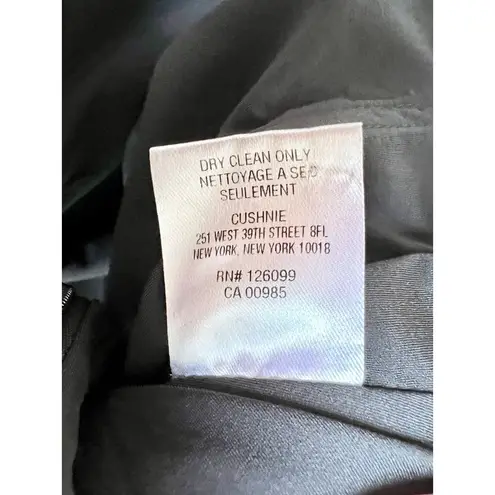 DRY CLEAN ONLY
NETTOYAGE A SEC
SEULEMENT
CUSHNIE
251 WEST 39TH STREET 8FL
NEW YORK, NEW YORK 10018
RN# 126099
CA 00985